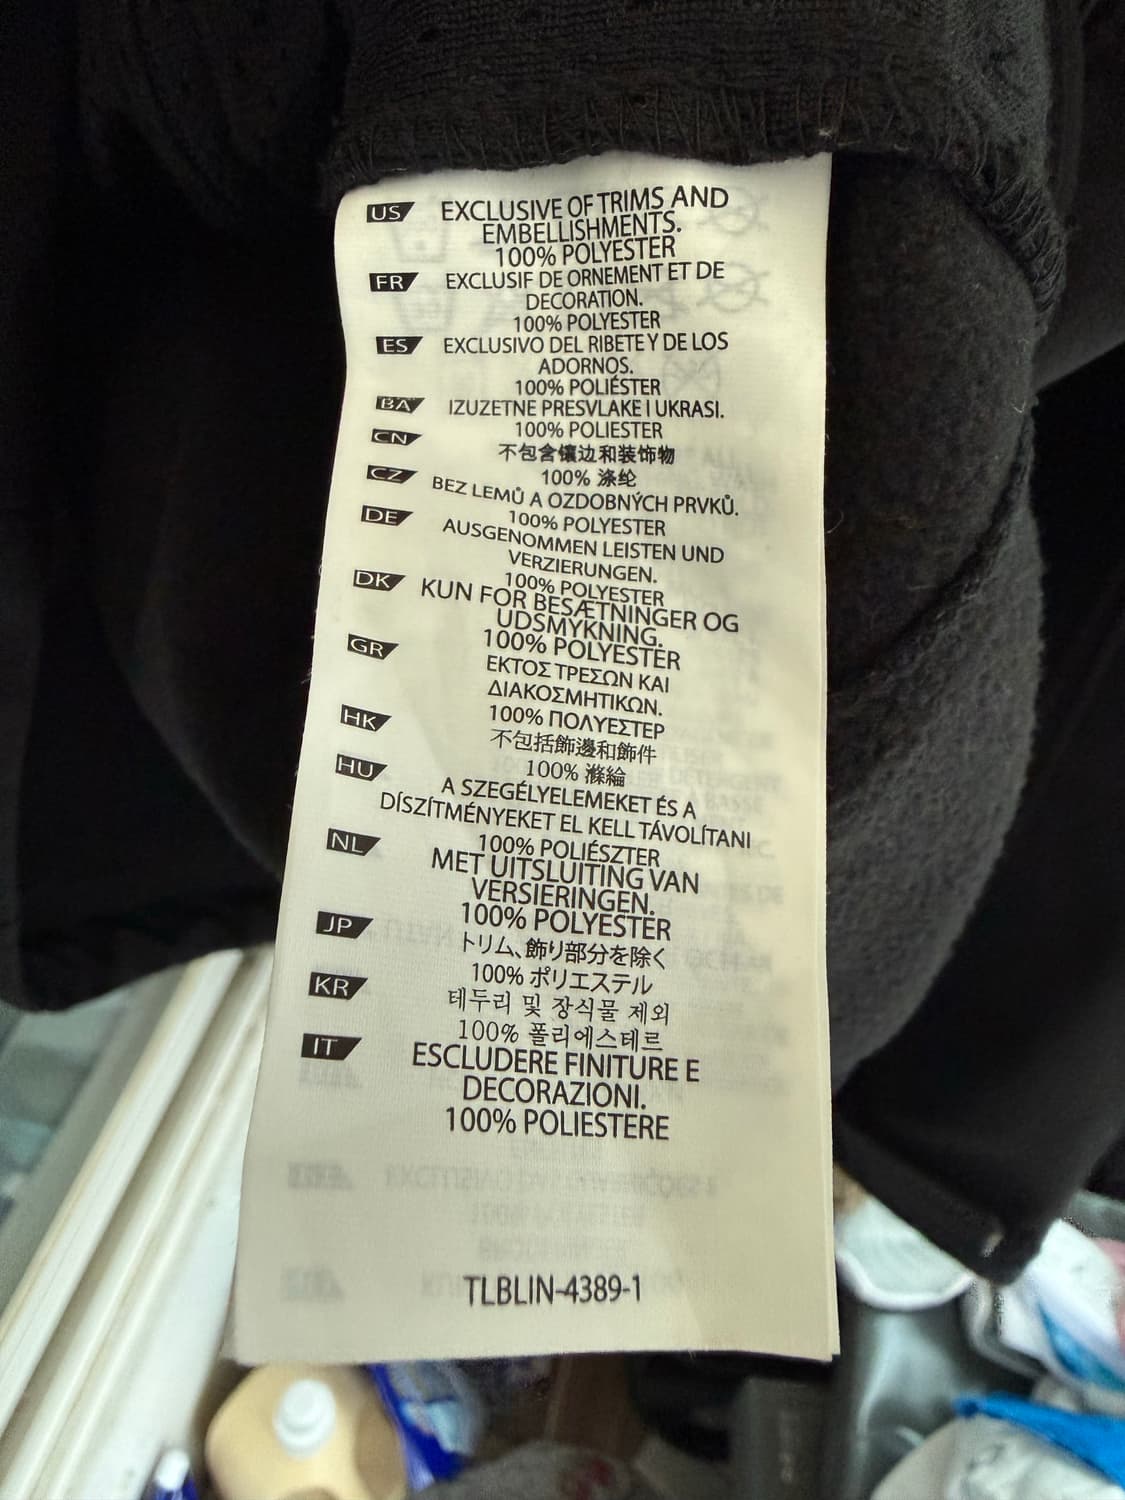 US EXCLUSIVE OF TRIMS AND
EMBELLISHMENTS.
100% POLYESTER
FR EXCLUSIF DE ORNEMENT ET DE
DECORATION.
100% POLYESTER
ES EXCLUSIVO DEL RIBETE Y DE LOS
ADORNOS.
100% POLIÉSTER
BA IZUZETNE PRESVLAKE I UKRASI.
100% POLIESTER
CN 不包含镶边和装饰物
100% 涤纶
CZ BEZ LEMŮ A OZDOBNÝCH PRVKŮ.
100% POLYESTER
DE AUSGENOMMEN LEISTEN UND
VERZIERUNGEN.
100% POLYESTER
DK KUN FOR BESÆTNINGER OG
UDSMYKNING.
100% POLYESTER
GR ΕΚΤΟΣ ΤΡΕΣΩΝ ΚΑΙ
ΔΙΑΚΟΣΜΗΤΙΚΩΝ.
100% ΠΟΛΥΕΣΤΕΡ
HK 不包括飾邊和飾件
100% 滌綸
HU A SZEGÉLYELEMEKET ÉS A
DÍSZÍTMÉNYEKET EL KELL TÁVOLÍTANI
100% POLIÉSZTER
NL MET UITSLUITING VAN
VERSIERINGEN.
100% POLYESTER
JP トリム、飾り部分を除く
100% ポリエステル
KR 테두리 및 장식물 제외
100% 폴리에스테르
IT ESCLUDERE FINITURE E
DECORAZIONI.
100% POLIESTERE
TLBLIN-4389-1